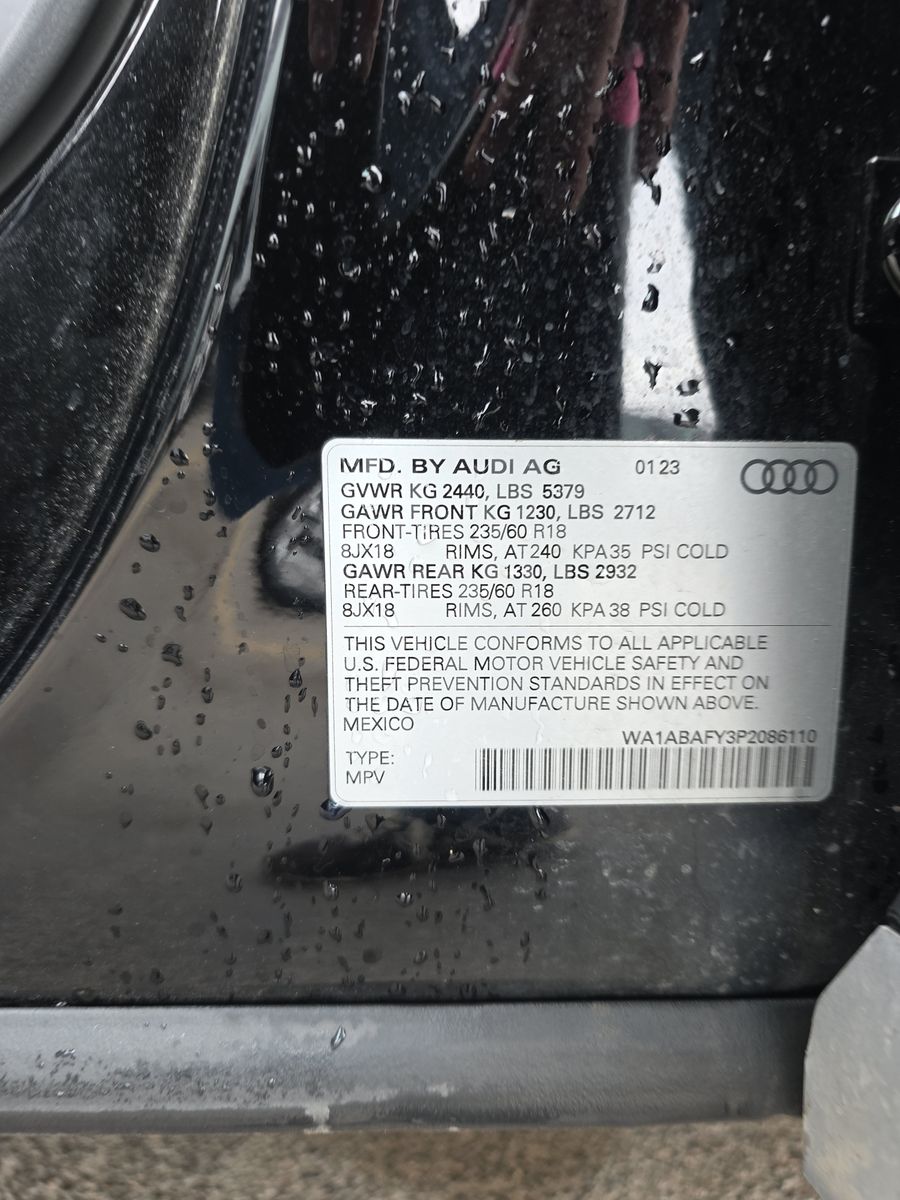 MFD. BY AUDI AG 01 23
GVWR KG 2440, LBS 5379
GAWR FRONT KG 1230, LBS 2712
FRONT-TIRES 235/60 R18
8JX18 RIMS, AT 240 KPA 35 PSI COLD
GAWR REAR KG 1330, LBS 2932
REAR-TIRES 235/60 R18
8JX18 RIMS, AT 260 KPA 38 PSI COLD
THIS VEHICLE CONFORMS TO ALL APPLICABLE
U.S. FEDERAL MOTOR VEHICLE SAFETY AND
THEFT PREVENTION STANDARDS IN EFFECT ON
THE DATE OF MANUFACTURE SHOWN ABOVE.
MEXICO
WA1ABAFY3P2086110
TYPE:
MPV